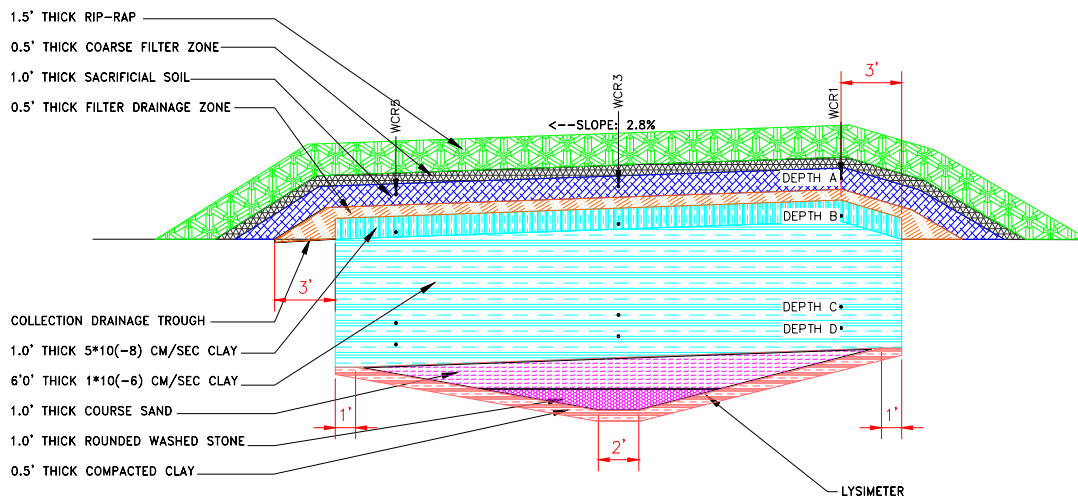 1.5' THICK RIP-RAP
0.5' THICK COARSE FILTER ZONE
1.0' THICK SACRIFICIAL SOIL
0.5' THICK FILTER DRAINAGE ZONE
WCR5
WCR3
WCR1
3'
<--SLOPE: 2.8%
DEPTH A
DEPTH B
3'
DEPTH C
DEPTH D
COLLECTION DRAINAGE TROUGH
1.0' THICK 5*10(-8) CM/SEC CLAY
6'0' THICK 1*10(-6) CM/SEC CLAY
1.0' THICK COURSE SAND
1.0' THICK ROUNDED WASHED STONE
0.5' THICK COMPACTED CLAY
1'
2'
1'
LYSIMETER